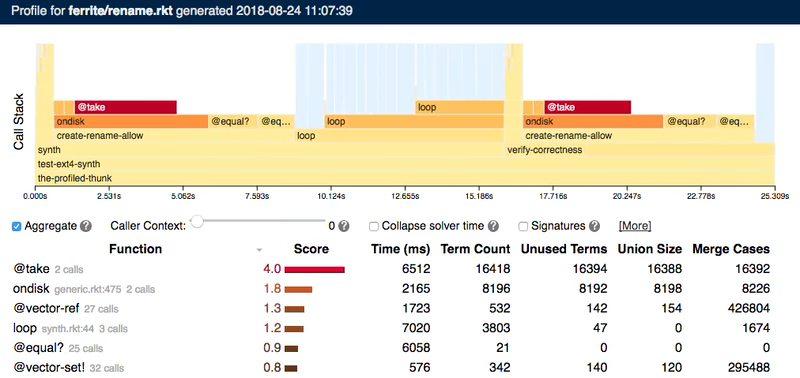 Profile for ferrite/rename.rkt generated 2018-08-24 11:07:39
Call Stack
loop
@take
@take
ondisk
@equal?
@eq...
loop
ondisk
@equal?
@eq...
create-rename-allow
loop
create-rename-allow
synth
verify-correctness
test-ext4-synth
the-profiled-thunk
0.000s 2.531s 5.062s 7.593s 10.124s 12.655s 15.186s 17.716s 20.247s 22.778s 25.309s
Aggregate ? Caller Context: 0 ? Collapse solver time ? Signatures ? [More]
Function Score Time (ms) Term Count Unused Terms Union Size Merge Cases
@take 2 calls 4.0 6512 16418 16394 16388 16392
ondisk generic.rkt:475 2 calls 1.8 2165 8196 8192 8198 8226
@vector-ref 27 calls 1.3 1723 532 142 154 426804
loop synth.rkt:44 3 calls 1.2 7020 3803 47 0 1674
@equal? 25 calls 0.9 6058 21 0 0 0
@vector-set! 32 calls 0.8 576 342 140 120 295488